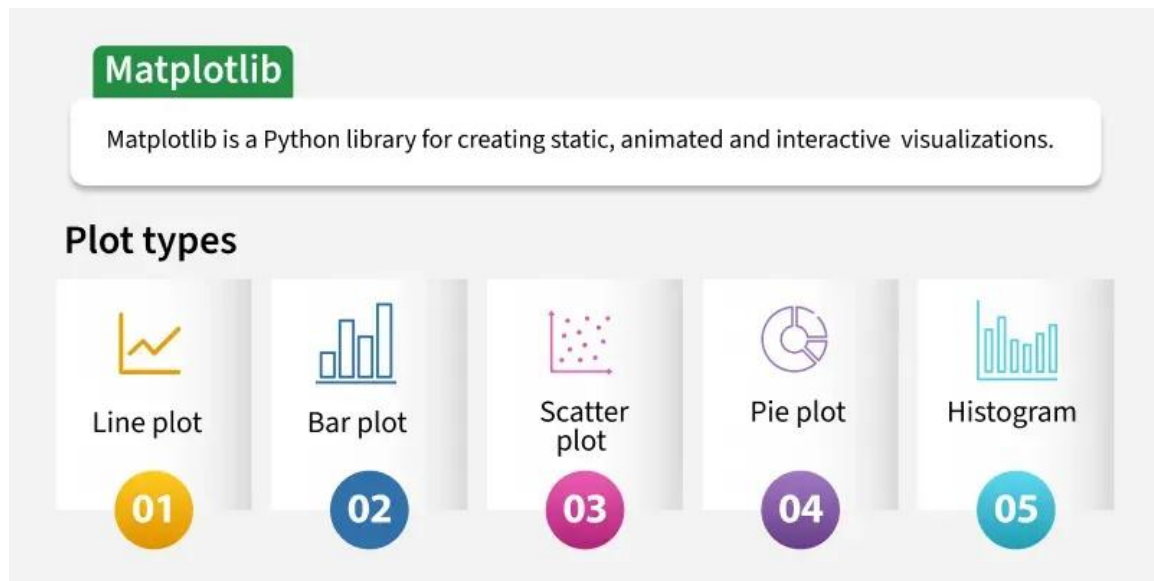 Matplotlib
Matplotlib is a Python library for creating static, animated and interactive visualizations.
Plot types
Line plot
Bar plot
Scatter
plot
Pie plot
Histogram
01
02
03
04
05